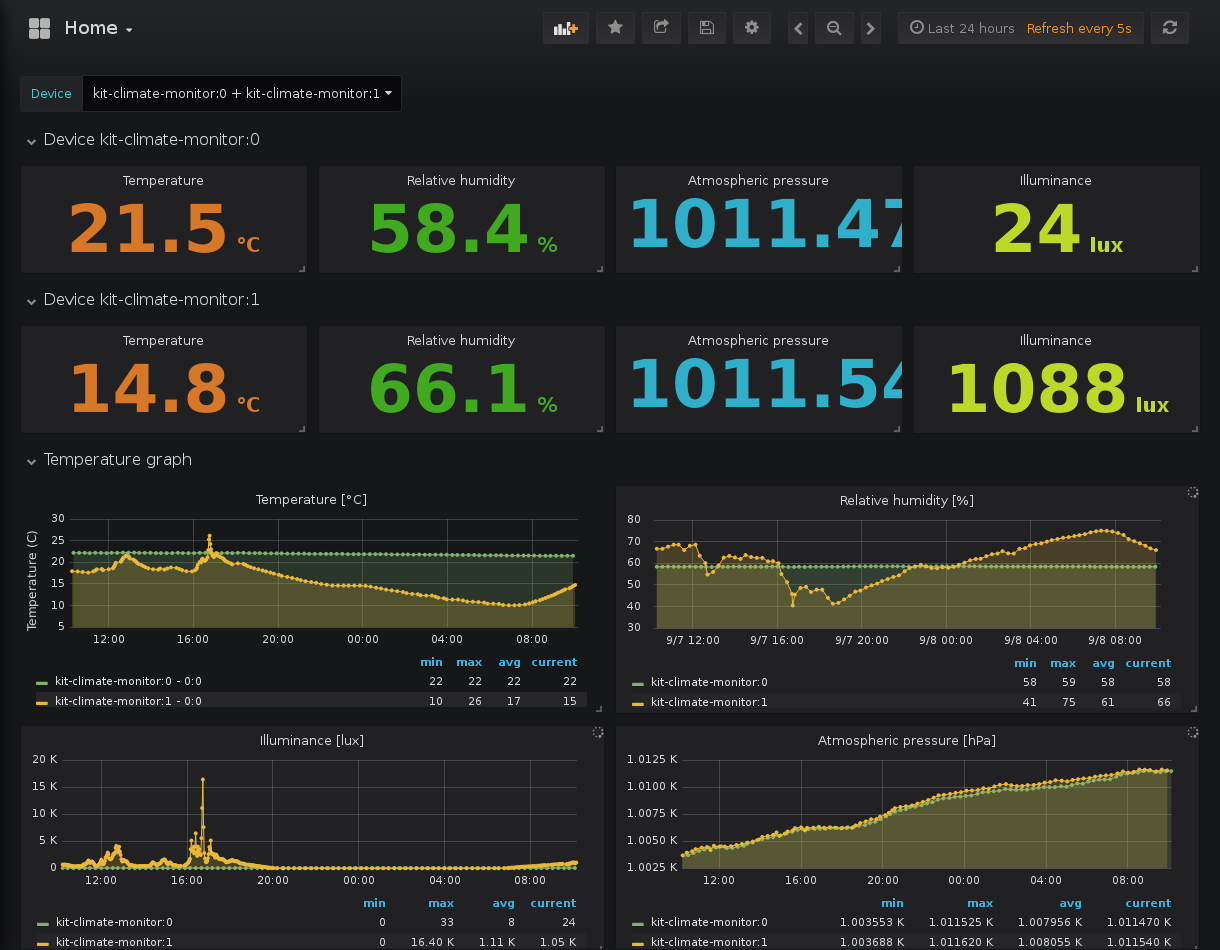 Home
Last 24 hours Refresh every 5s
Device kit-climate-monitor:0 + kit-climate-monitor:1
Device kit-climate-monitor:0
Temperature Relative humidity Atmospheric pressure Illuminance
21.5 °C 58.4 % 1011.47 24 lux
Device kit-climate-monitor:1
Temperature Relative humidity Atmospheric pressure Illuminance
14.8 °C 66.1 % 1011.54 1088 lux
Temperature graph
Temperature [°C]
Temperature (C)
30
25
20
15
10
5
12:00 16:00 20:00 00:00 04:00 08:00
min max avg current
kit-climate-monitor:0 - 0:0 22 22 22 22
kit-climate-monitor:1 - 0:0 10 26 17 15
Relative humidity [%]
80
70
60
50
40
30
9/7 12:00 9/7 16:00 9/7 20:00 9/8 00:00 9/8 04:00 9/8 08:00
min max avg current
kit-climate-monitor:0 58 59 58 58
kit-climate-monitor:1 41 75 61 66
Illuminance [lux]
20 K
15 K
10 K
5 K
0
12:00 16:00 20:00 00:00 04:00 08:00
min max avg current
kit-climate-monitor:0 0 33 8 24
kit-climate-monitor:1 0 16.40 K 1.11 K 1.05 K
Atmospheric pressure [hPa]
1.0125 K
1.0100 K
1.0075 K
1.0050 K
1.0025 K
12:00 16:00 20:00 00:00 04:00 08:00
min max avg current
kit-climate-monitor:0 1.003553 K 1.011525 K 1.007956 K 1.011470 K
kit-climate-monitor:1 1.003688 K 1.011620 K 1.008055 K 1.011540 K